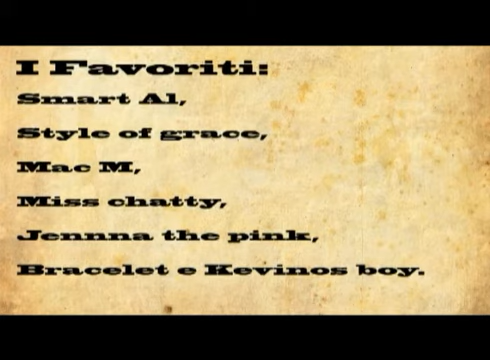 I Favoriti:
Smart Al,
Style of grace,
Mac M,
Miss chatty,
Jennna the pink,
Bracelet e Kevinos boy.